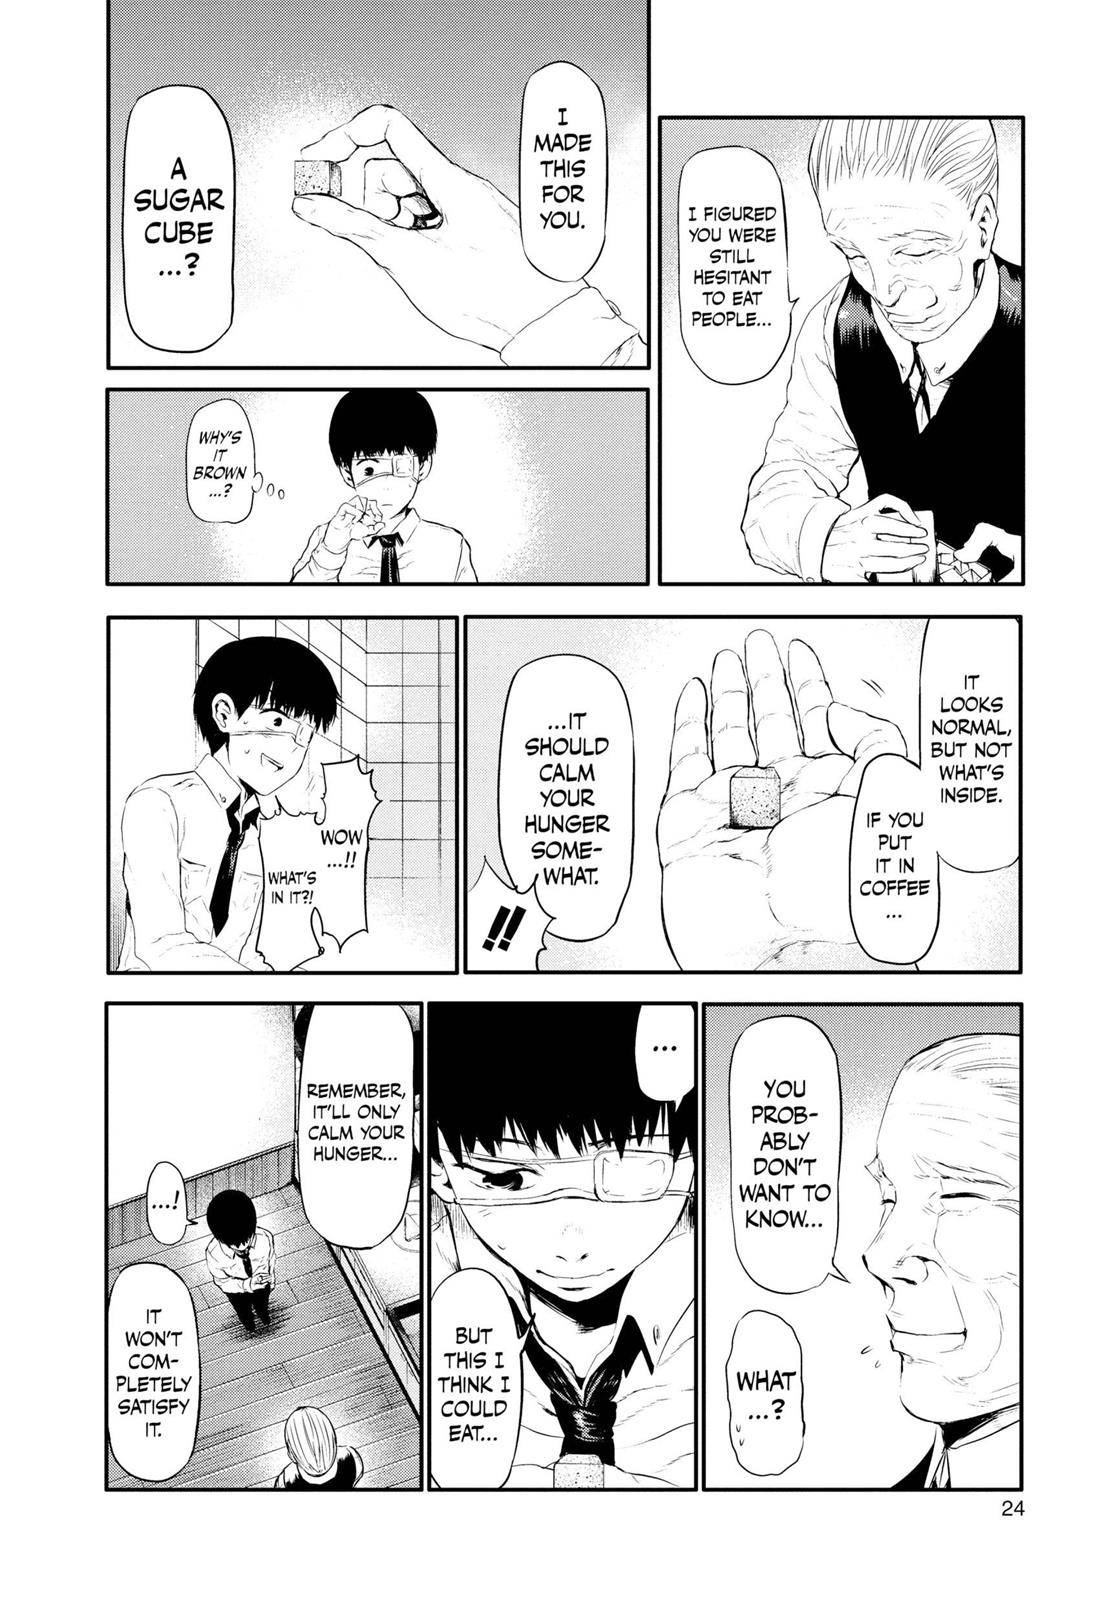 I FIGURED
YOU WERE
STILL
HESITANT
TO EAT
PEOPLE...
I
MADE
THIS
FOR
YOU.
A
SUGAR
CUBE
...?
WHY'S
IT
BROWN
...?
IT
LOOKS
NORMAL,
BUT NOT
WHAT'S
INSIDE.
IF YOU
PUT
IT IN
COFFEE
...
...IT
SHOULD
CALM
YOUR
HUNGER
SOME-
WHAT.
!!
WOW
...!!
WHAT'S
IN IT?!
YOU
PROB-
ABLY
DON'T
WANT TO
KNOW...
WHAT
...?
...
BUT
THIS I
THINK I
COULD
EAT...
REMEMBER,
IT'LL ONLY
CALM YOUR
HUNGER...
...!
IT
WON'T
COM-
PLETELY
SATISFY
IT.
24